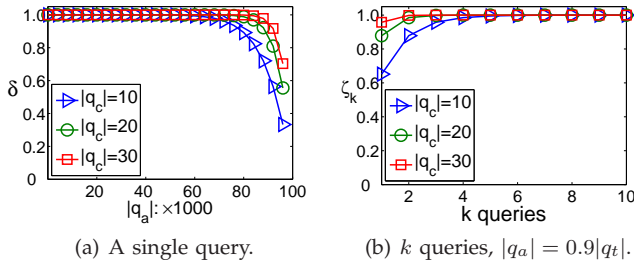 1.0
0.8
0.6
0.4
0.2
0
δ
|q_c|=10
|q_c|=20
|q_c|=30
20 40 60 80 100
|q_a|: ×1000
(a) A single query.
1.0
0.8
0.6
0.4
0.2
0
ζ_k
|q_c|=10
|q_c|=20
|q_c|=30
2 4 6 8 10
k queries
(b) k queries, |q_a| = 0.9|q_t|.